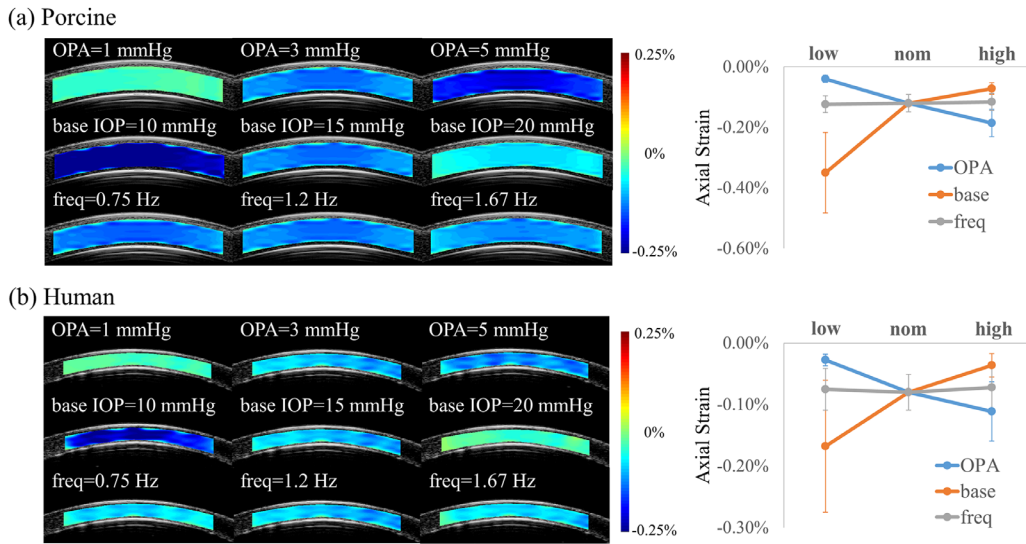 (a) Porcine
OPA=1 mmHg OPA=3 mmHg OPA=5 mmHg
base IOP=10 mmHg base IOP=15 mmHg base IOP=20 mmHg
freq=0.75 Hz freq=1.2 Hz freq=1.67 Hz
0.25%
0%
-0.25%
low nom high
0.00%
-0.20%
-0.40%
-0.60%
Axial Strain
OPA
base
freq
(b) Human
OPA=1 mmHg OPA=3 mmHg OPA=5 mmHg
base IOP=10 mmHg base IOP=15 mmHg base IOP=20 mmHg
freq=0.75 Hz freq=1.2 Hz freq=1.67 Hz
0.25%
0%
-0.25%
low nom high
0.00%
-0.10%
-0.20%
-0.30%
Axial Strain
OPA
base
freq